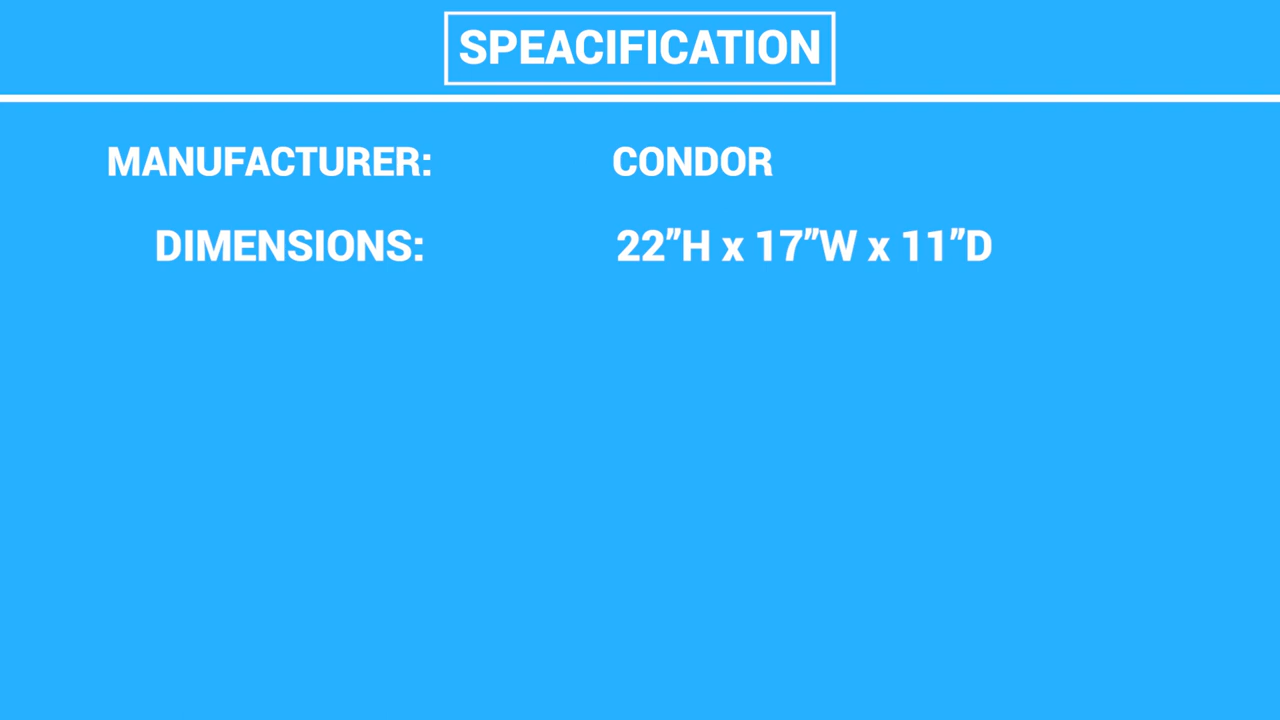 SPEACIFICATION
MANUFACTURER: CONDOR
DIMENSIONS: 22”H x 17”W x 11”D